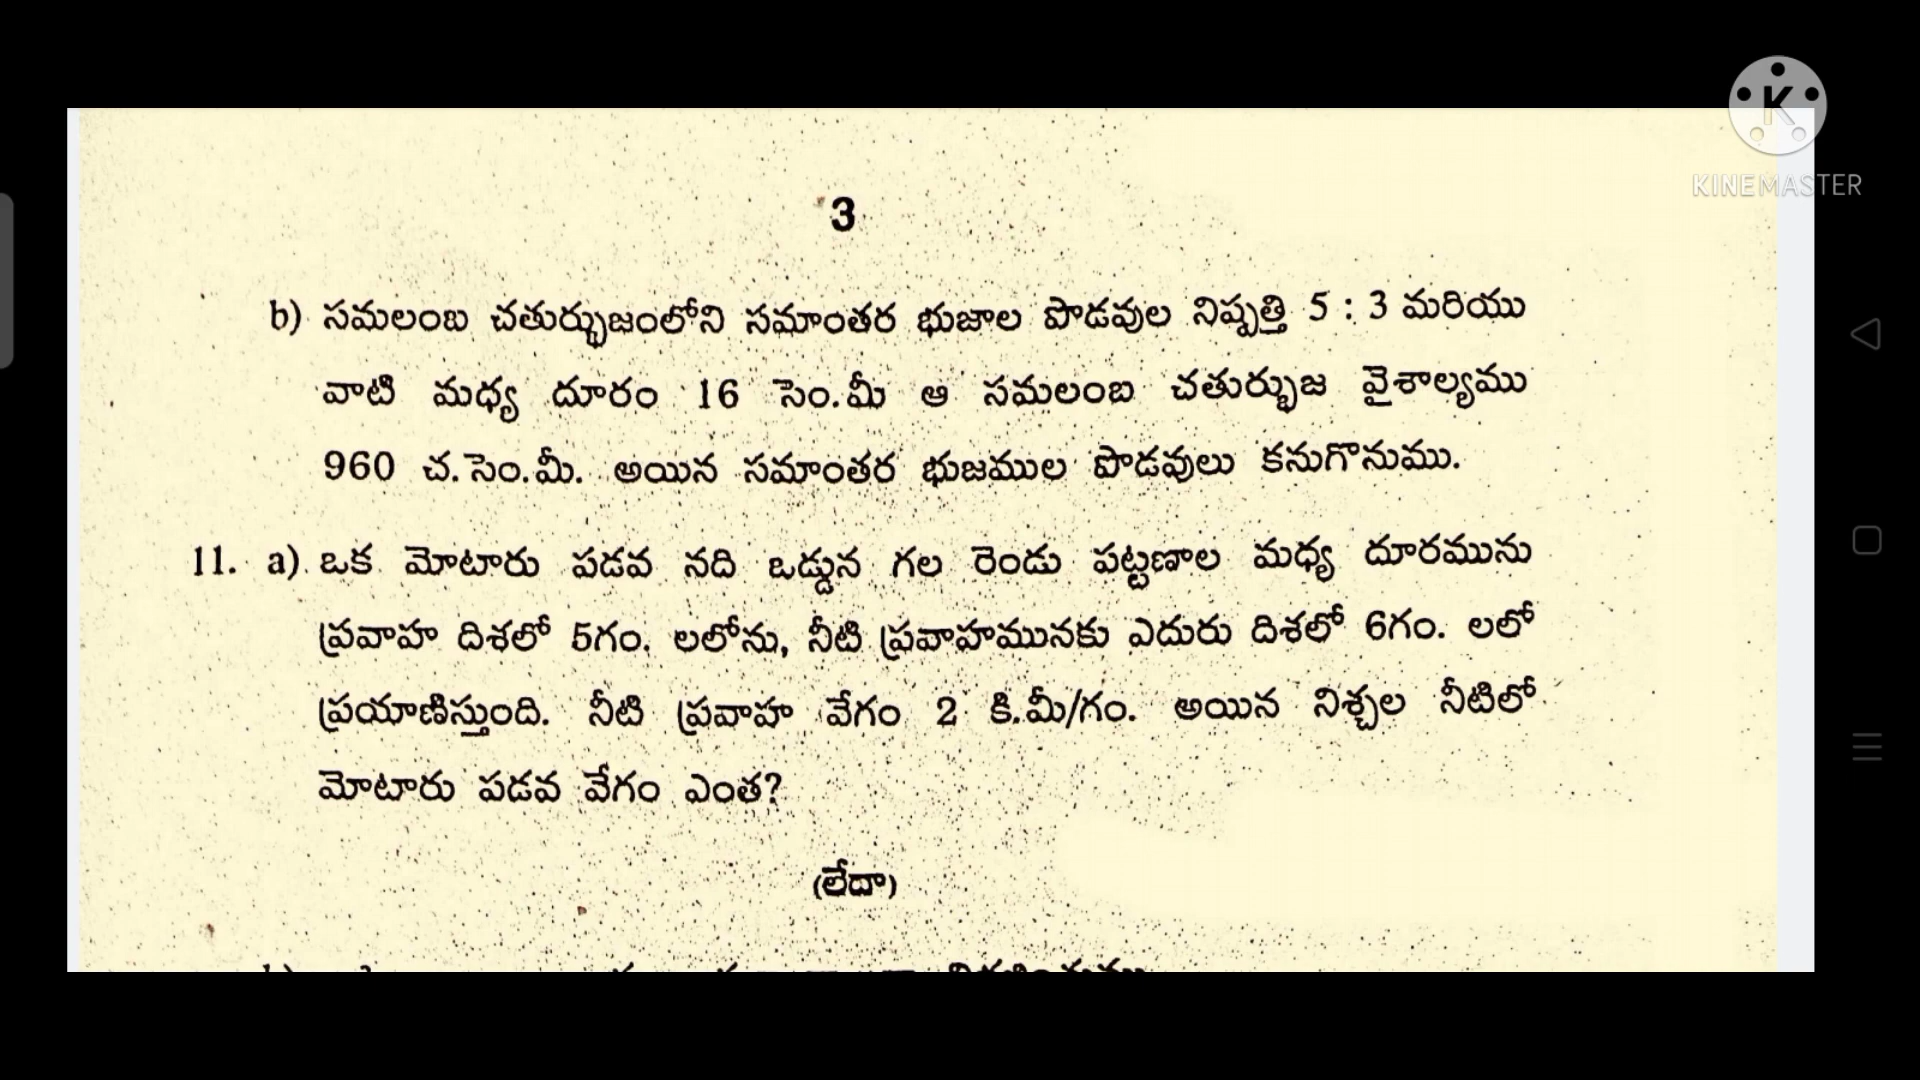 3
b) సమలంబ చతుర్భుజంలోని సమాంతర భుజాల పొడవుల నిష్పత్తి 5 : 3 మరియు
వాటి మధ్య దూరం 16 సెం.మీ ఆ సమలంబ చతుర్భుజ వైశాల్యము
960 చ.సెం.మీ. అయిన సమాంతర భుజముల పొడవులు కనుగొనుము.
11. a) ఒక మోటారు పడవ నది ఒడ్డున గల రెండు పట్టణాల మధ్య దూరమును
ప్రవాహ దిశలో 5గం. లలోను, నీటి ప్రవాహమునకు ఎదురు దిశలో 6గం. లలో
ప్రయాణిస్తుంది. నీటి ప్రవాహ వేగం 2 కి.మీ/గం. అయిన నిశ్చల నీటిలో
మోటారు పడవ వేగం ఎంత?
(లేదా)
K
KINEMASTER